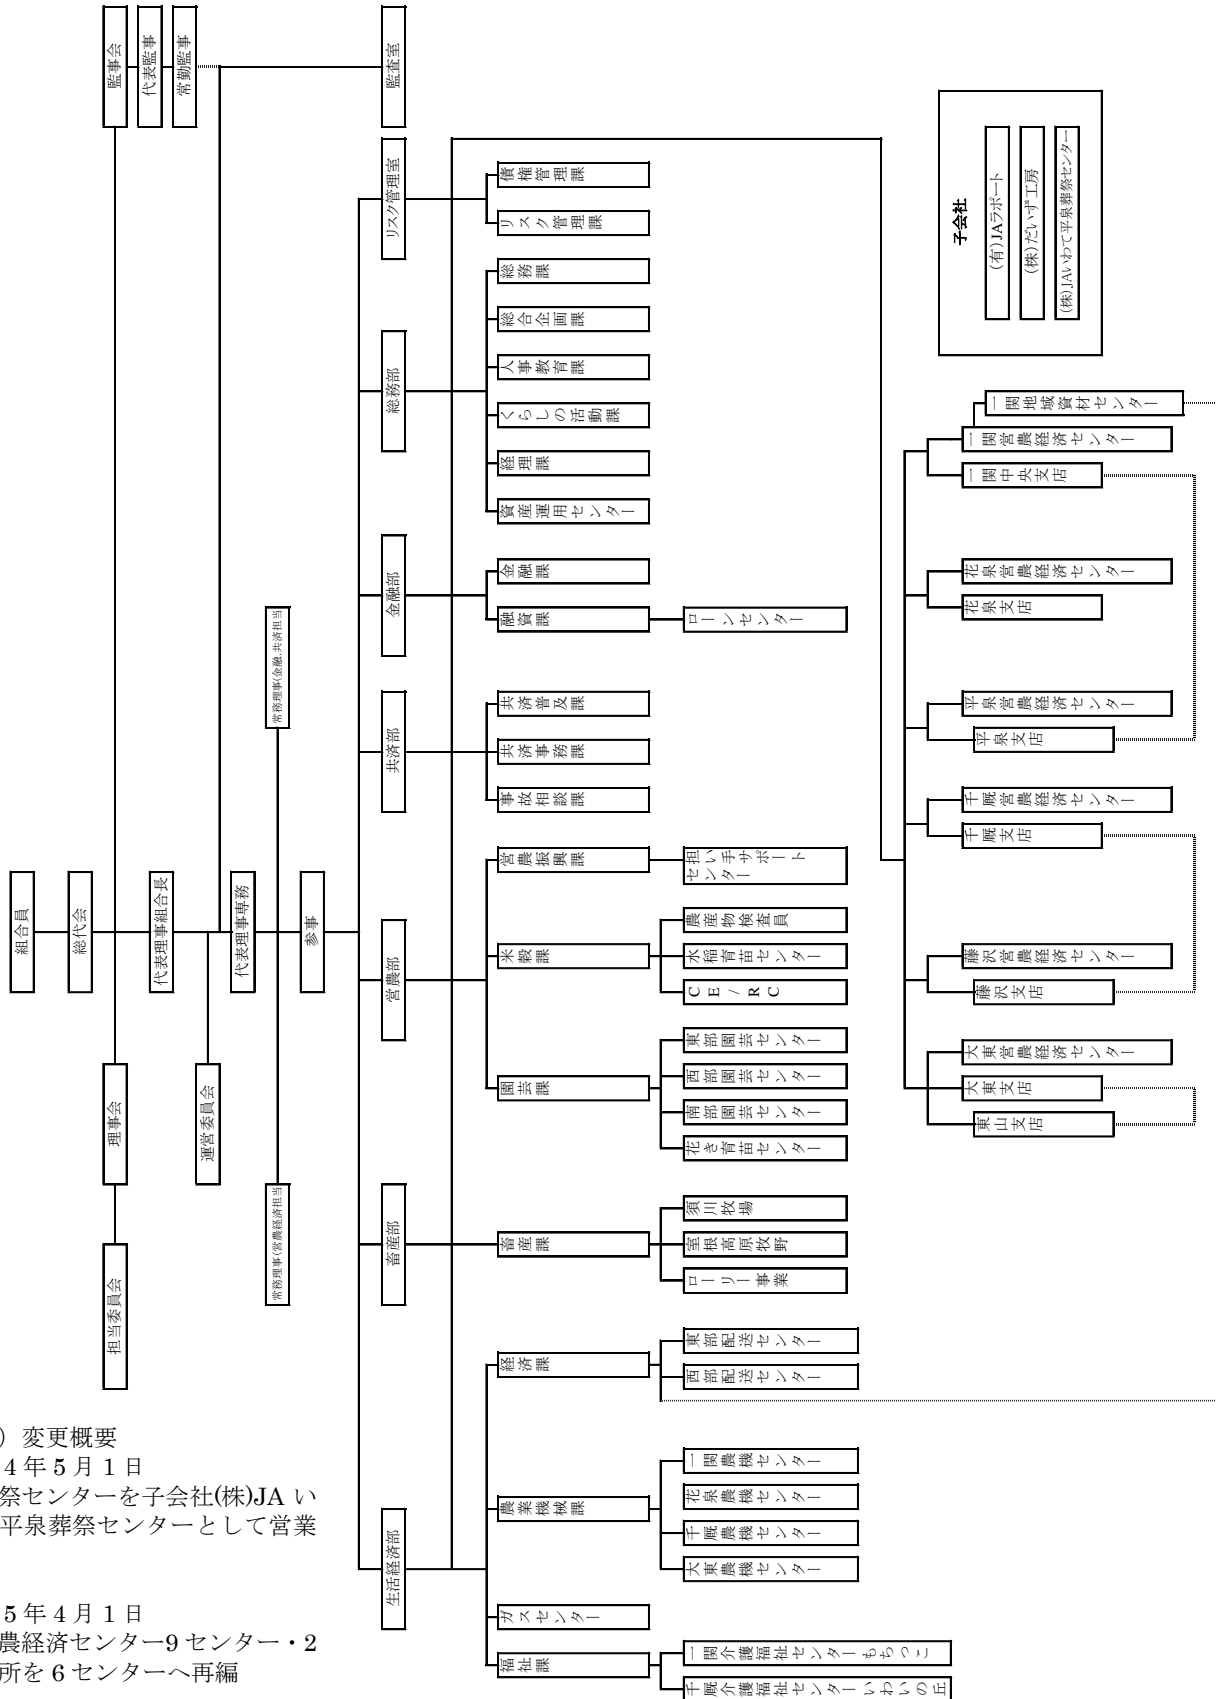 組合員
総代会
監事会
代表監事
常勤監事
監査室
理事会
担当委員会
代表理事組合長
運営委員会
代表理事専務
常務理事(金融.共済担当
常務理事(営農経済担当
参事
リスク管理室
債権管理課
リスク管理課
総務部
総務課
総合企画課
人事教育課
くらしの活動課
経理課
資産運用センター
金融部
金融課
融資課
ローンセンター
共済部
共済普及課
共済事務課
事故相談課
営農部
営農振興課
担い手サポート
センター
米穀課
農産物検査員
水稲育苗センター
CE/RC
園芸課
東部園芸センター
西部園芸センター
南部園芸センター
花き育苗センター
畜産部
畜産課
須川牧場
室根高原牧野
ローリー事業
生活経済部
経済課
東部配送センター
西部配送センター
農業機械課
一関農機センター
花泉農機センター
千厩農機センター
大東農機センター
ガスセンター
福祉課
一関介護福祉センターもちっこ
千厩介護福祉センターいわいの丘
一関地域資材センター
一関営農経済センター
一関中央支店
花泉営農経済センター
花泉支店
平泉営農経済センター
平泉支店
千厩営農経済センター
千厩支店
藤沢営農経済センター
藤沢支店
大東営農経済センター
大東支店
東山支店
子会社
(有)JAラポート
(株)だいず工房
(株)JAいわて平泉葬祭センター
）変更概要
4年5月1日
祭センターを子会社(株)JA い
平泉葬祭センターとして営業
5年4月1日
農経済センター9 センター・2
所を 6 センターへ再編